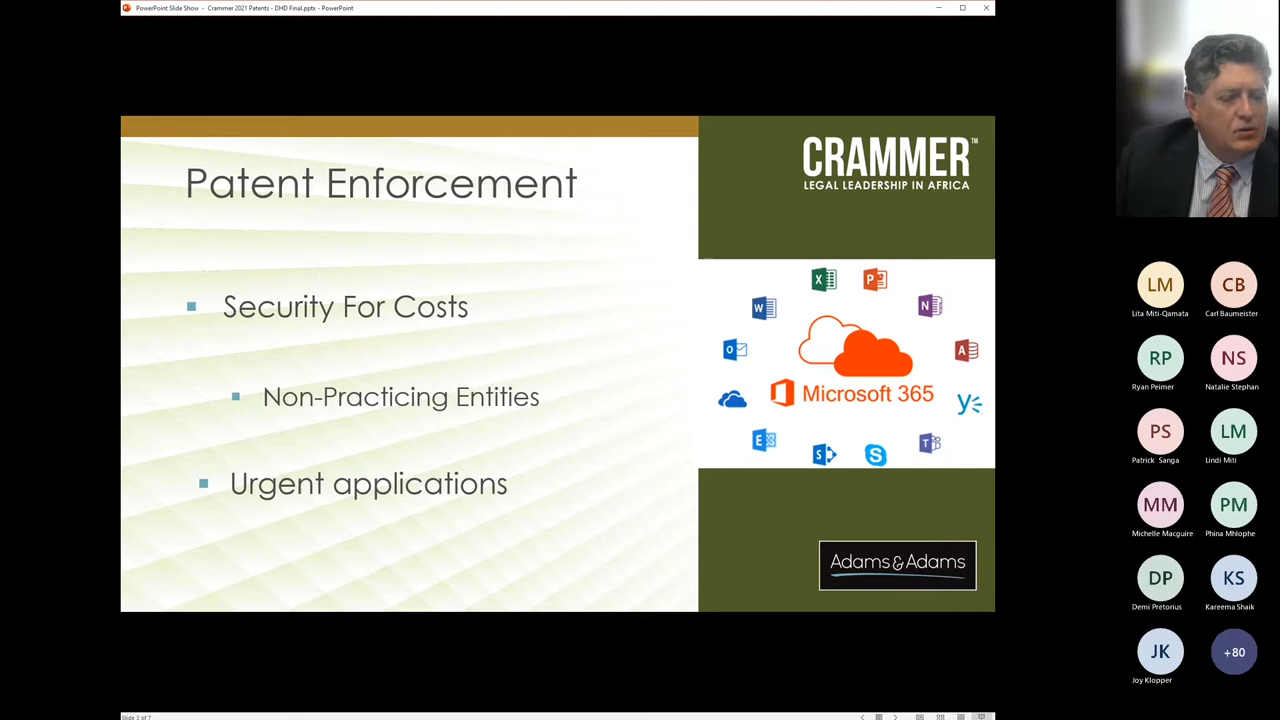 PowerPoint Slide Show - Crammer 2021 Patents - DHD Final.pptx - PowerPoint
Patent Enforcement
Security For Costs
Non-Practicing Entities
Urgent applications
CRAMMER™
LEGAL LEADERSHIP IN AFRICA
X
P
W
N
O
A
Microsoft 365
E
S
S
T
Adams & Adams
LM
CB
Lita Miti-Qamata
Carl Baumeister
RP
NS
Ryan Peimer
Natalie Stephan
PS
LM
Patrick Sanga
Lindi Miti
MM
PM
Michelle Macguire
Phina Mhlophe
DP
KS
Demi Pretorius
Kareema Shaik
JK
+80
Joy Klopper
Slide 3 of 7